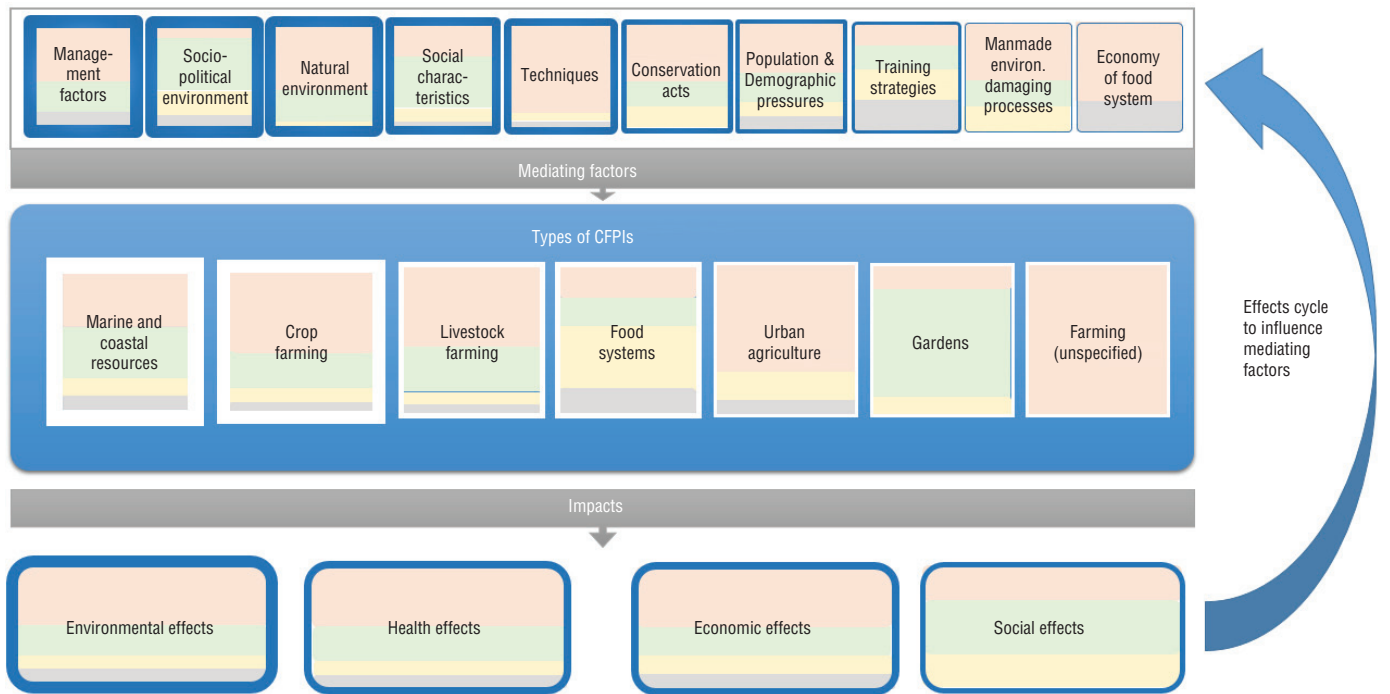 Manage-
ment
factors
Socio-
political
environment
Natural
environment
Social
charac-
teristics
Techniques
Conservation
acts
Population &
Demographic
pressures
Training
strategies
Manmade
environ.
damaging
processes
Economy
of food
system
Mediating factors
Types of CFPIs
Marine and
coastal
resources
Crop
farming
Livestock
farming
Food
systems
Urban
agriculture
Gardens
Farming
(unspecified)
Effects cycle
to influence
mediating
factors
Impacts
Environmental effects
Health effects
Economic effects
Social effects